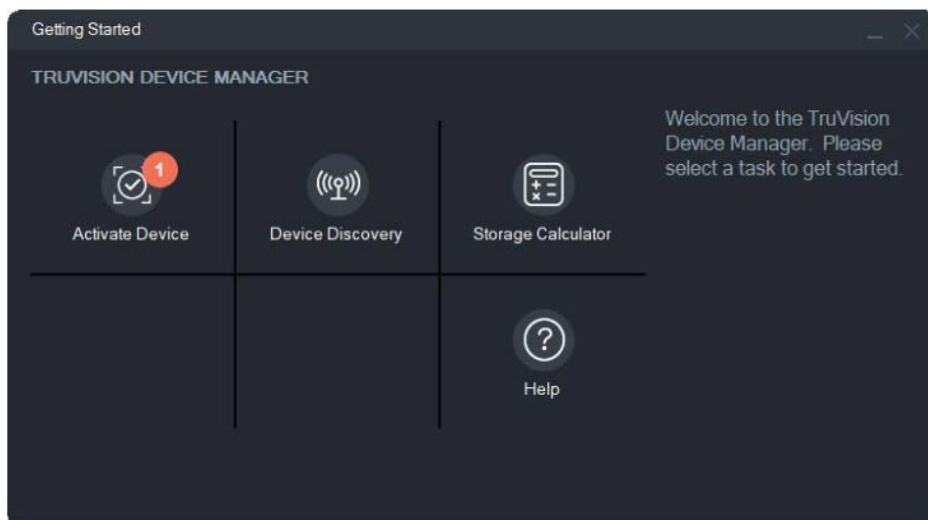 Getting Started
TRUVISION DEVICE MANAGER
Welcome to the TruVision
Device Manager. Please
select a task to get started.
1
Activate Device
Device Discovery
Storage Calculator
?
Help